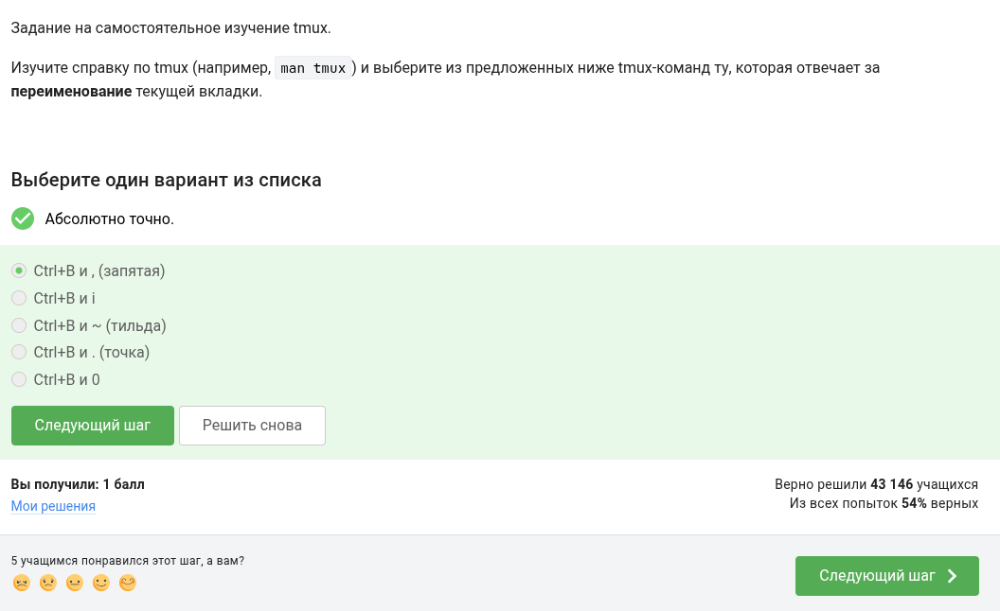 Задание на самостоятельное изучение tmux.
Изучите справку по tmux (например, man tmux) и выберите из предложенных ниже tmux-команд ту, которая отвечает за
переименование текущей вкладки.
Выберите один вариант из списка
Абсолютно точно.
Ctrl+B и , (запятая)
Ctrl+B и i
Ctrl+B и ~ (тильда)
Ctrl+B и . (точка)
Ctrl+B и 0
Следующий шаг Решить снова
Вы получили: 1 балл
Мои решения
Верно решили 43 146 учащихся
Из всех попыток 54% верных
5 учащимся понравился этот шаг, а вам?
Следующий шаг